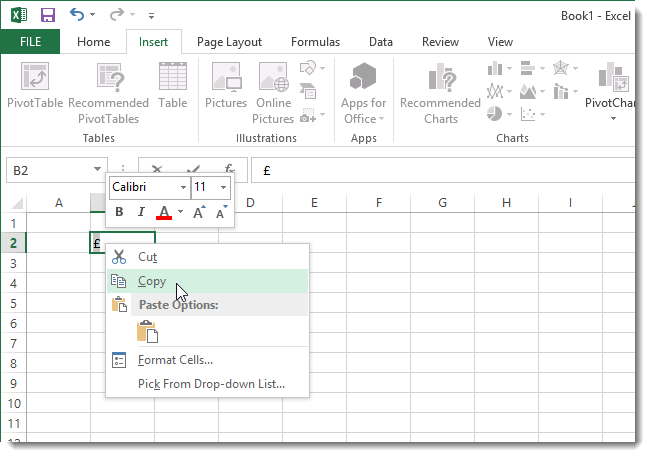 Book1 - Excel
FILE Home Insert Page Layout Formulas Data Review View
PivotTable Recommended PivotTables Table Pictures Online Pictures Apps for Office Recommended Charts PivotChar
Tables Illustrations Apps Charts
B2 fx £
Calibri 11
B I A A A
A D E F G H I J
1
2 £
3
4
5
6
7
8
9
10
11
12
Cut
Copy
Paste Options:
Format Cells...
Pick From Drop-down List...